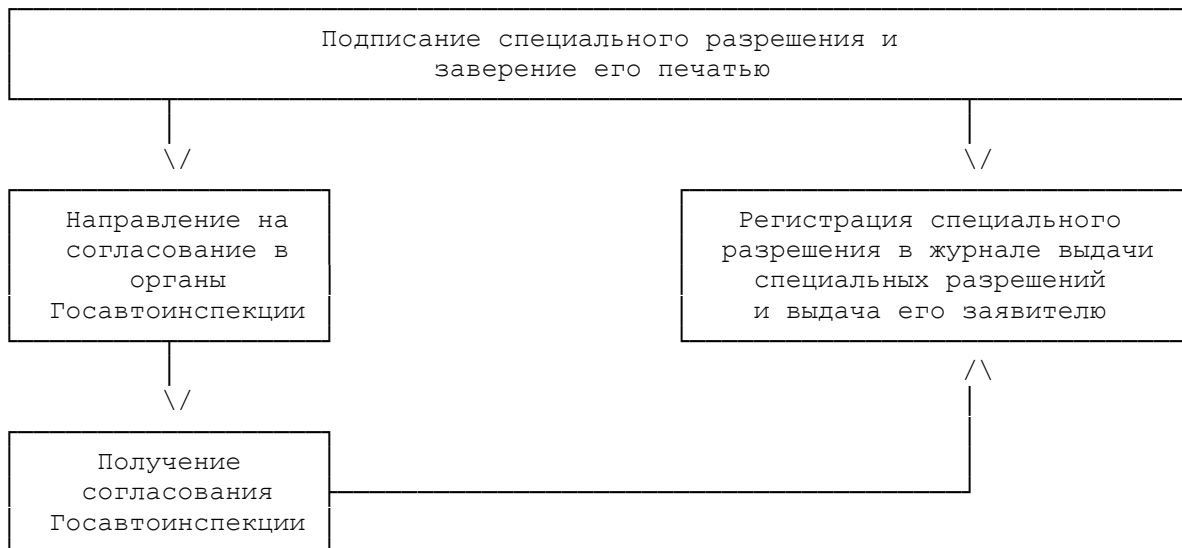 Подписание специального разрешения и
заверение его печатью
Направление на
согласование в
органы
Госавтоинспекции
Регистрация специального
разрешения в журнале выдачи
специальных разрешений
и выдача его заявителю
Получение
согласования
Госавтоинспекции